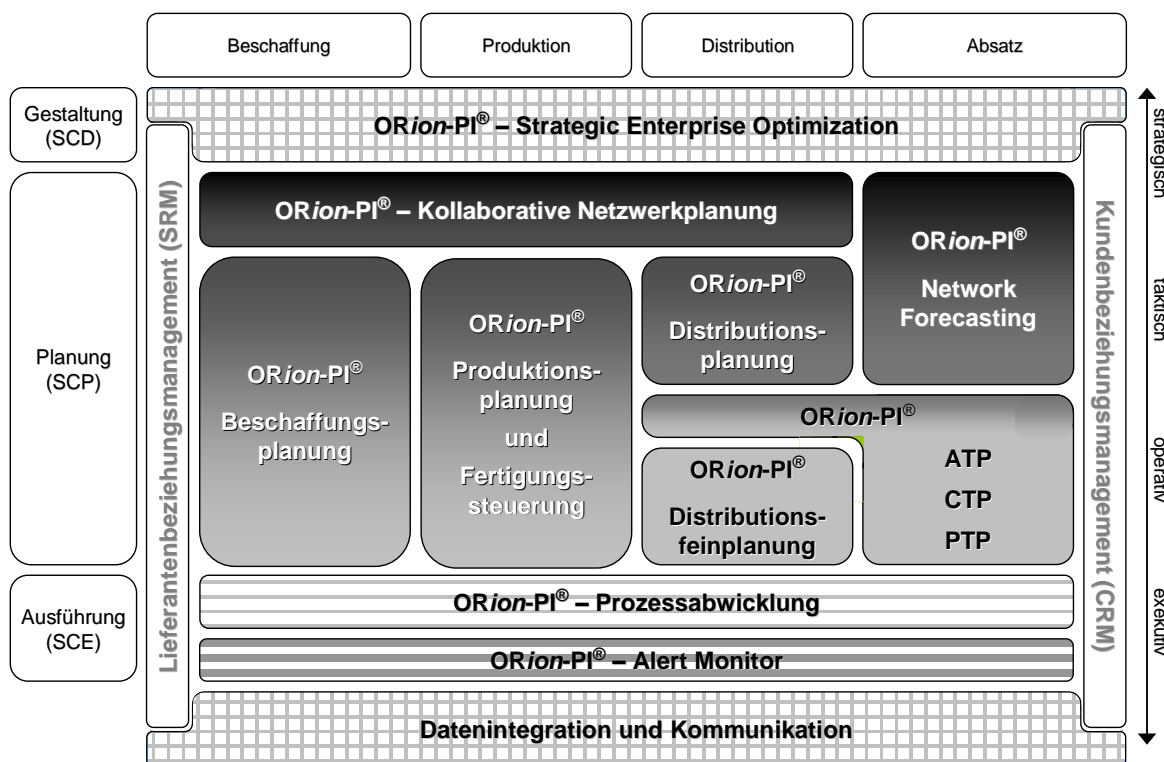 Beschaffung
Produktion
Distribution
Absatz
Gestaltung
(SCD)
ORion-PI® – Strategic Enterprise Optimization
strategisch
Lieferantenbeziehungsmanagement (SRM)
Kundenbeziehungsmanagement (CRM)
Planung
(SCP)
ORion-PI® – Kollaborative Netzwerkplanung
ORion-PI®
Network
Forecasting
taktisch
ORion-PI®
Beschaffungs-
planung
ORion-PI®
Produktions-
planung
und
Fertigungs-
steuerung
ORion-PI®
Distributions-
planung
ORion-PI®
ATP
CTP
PTP
operativ
ORion-PI®
Distributions-
feinplanung
Ausführung
(SCE)
ORion-PI® – Prozessabwicklung
exekutiv
ORion-PI® – Alert Monitor
Datenintegration und Kommunikation